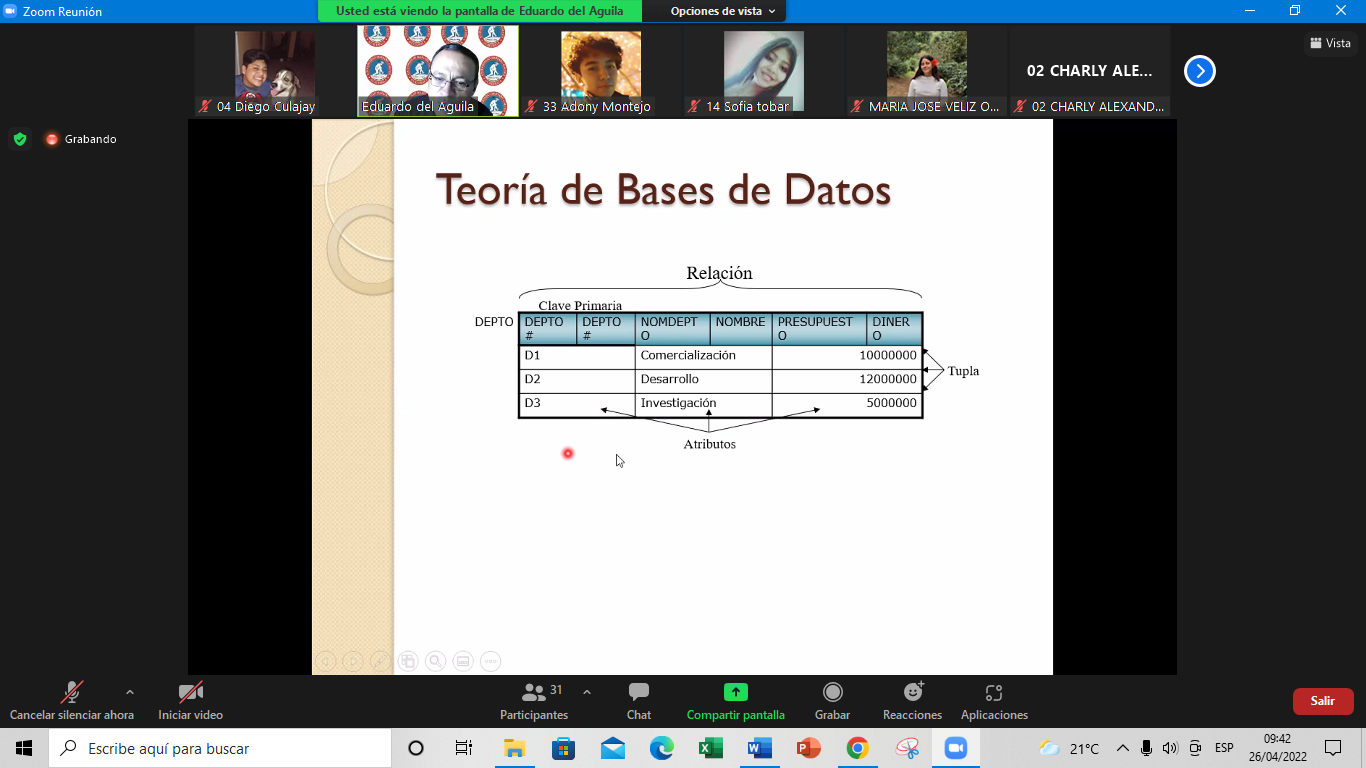 Zoom Reunión
Usted está viendo la pantalla de Eduardo del Aguila
Opciones de vista
Vista
04 Diego Culajay
Eduardo del Aguila
33 Adony Montejo
14 Sofia tobar
MARIA JOSE VELIZ O...
02 CHARLY ALE...
02 CHARLY ALEXAND...
Grabando
Teoría de Bases de Datos
Relación
Clave Primaria
DEPTO
DEPTO #
DEPTO #
NOMDEPTO
NOMBRE
PRESUPUESTO
DINERO
D1 Comercialización 10000000
D2 Desarrollo 12000000
D3 Investigación 5000000
Tupla
Atributos
Cancelar silenciar ahora
Iniciar video
31
Participantes
Chat
Compartir pantalla
Grabar
Reacciones
Aplicaciones
Salir
Escribe aquí para buscar
21°C
ESP
09:42
26/04/2022